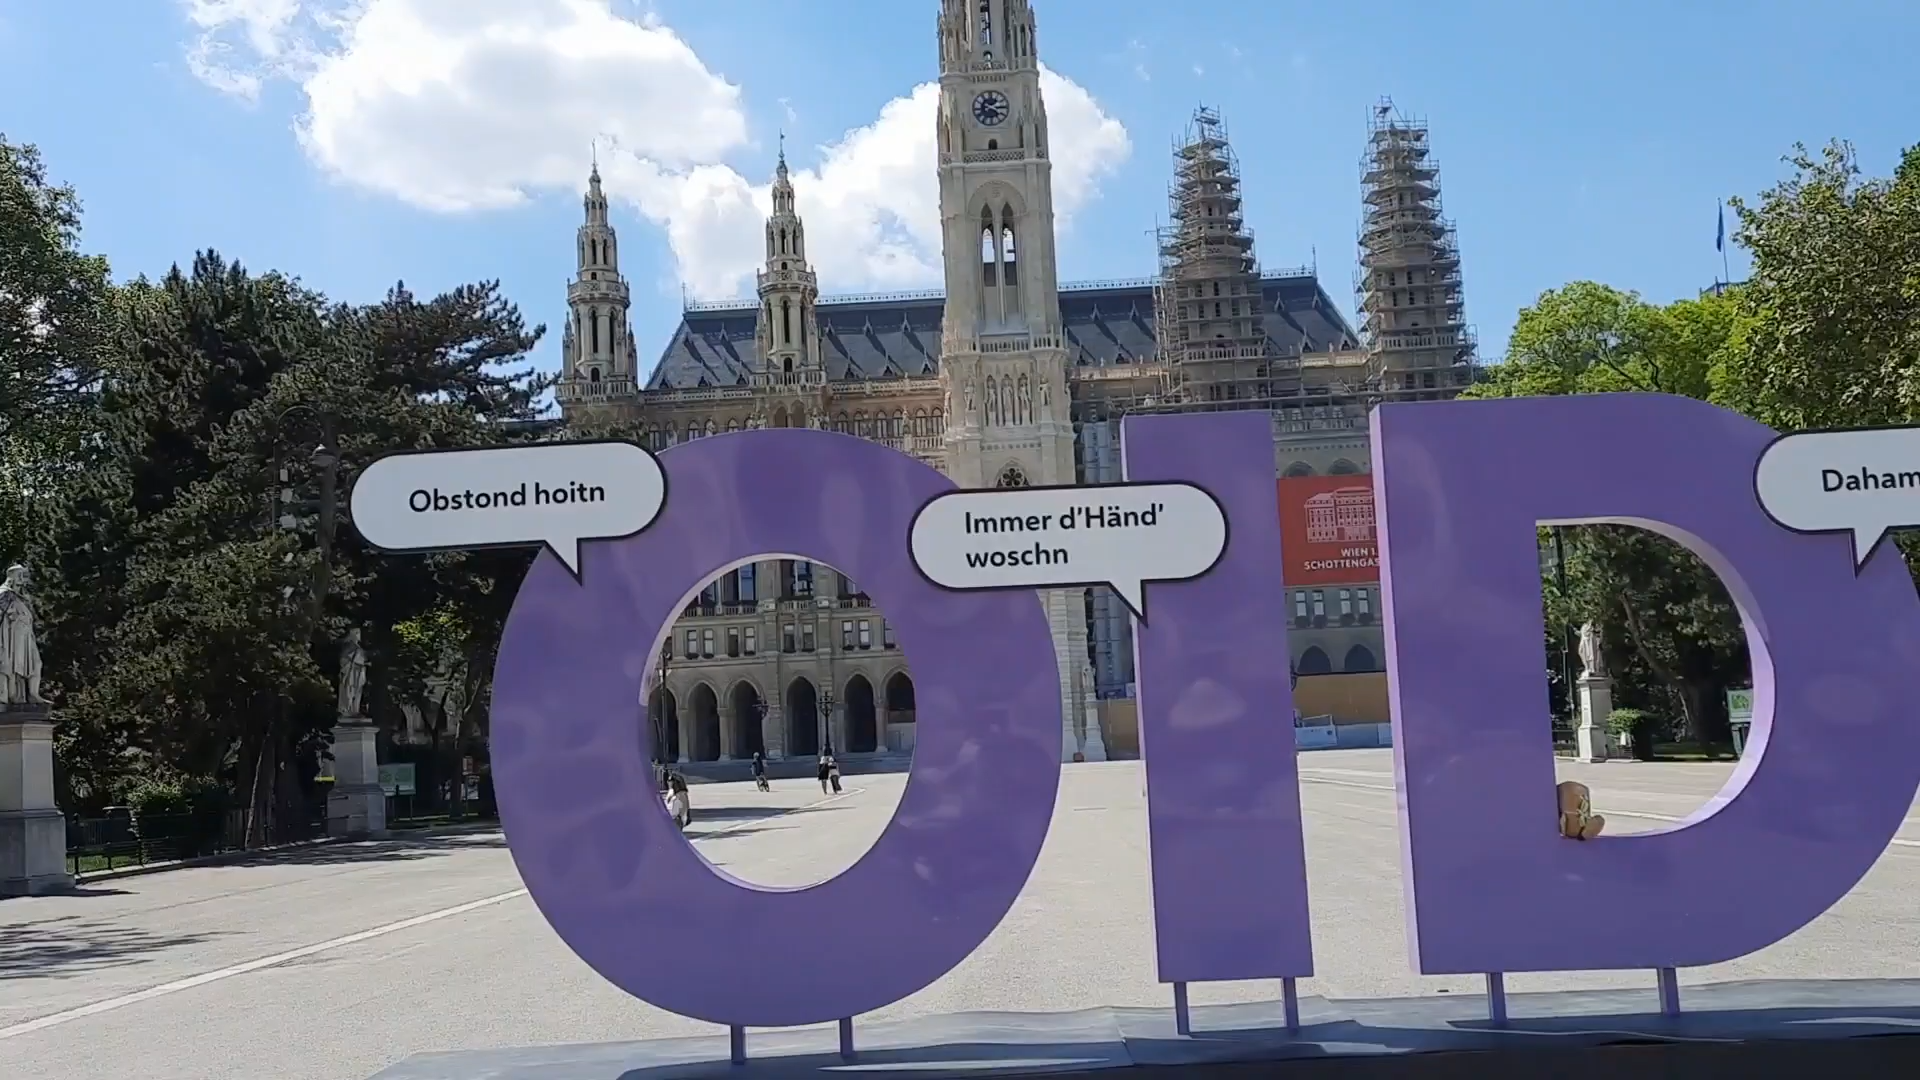 Obstond hoitn
Immer d'Händ'
woschn
Daham
OID
WIEN 1.
SCHOTTENGAS